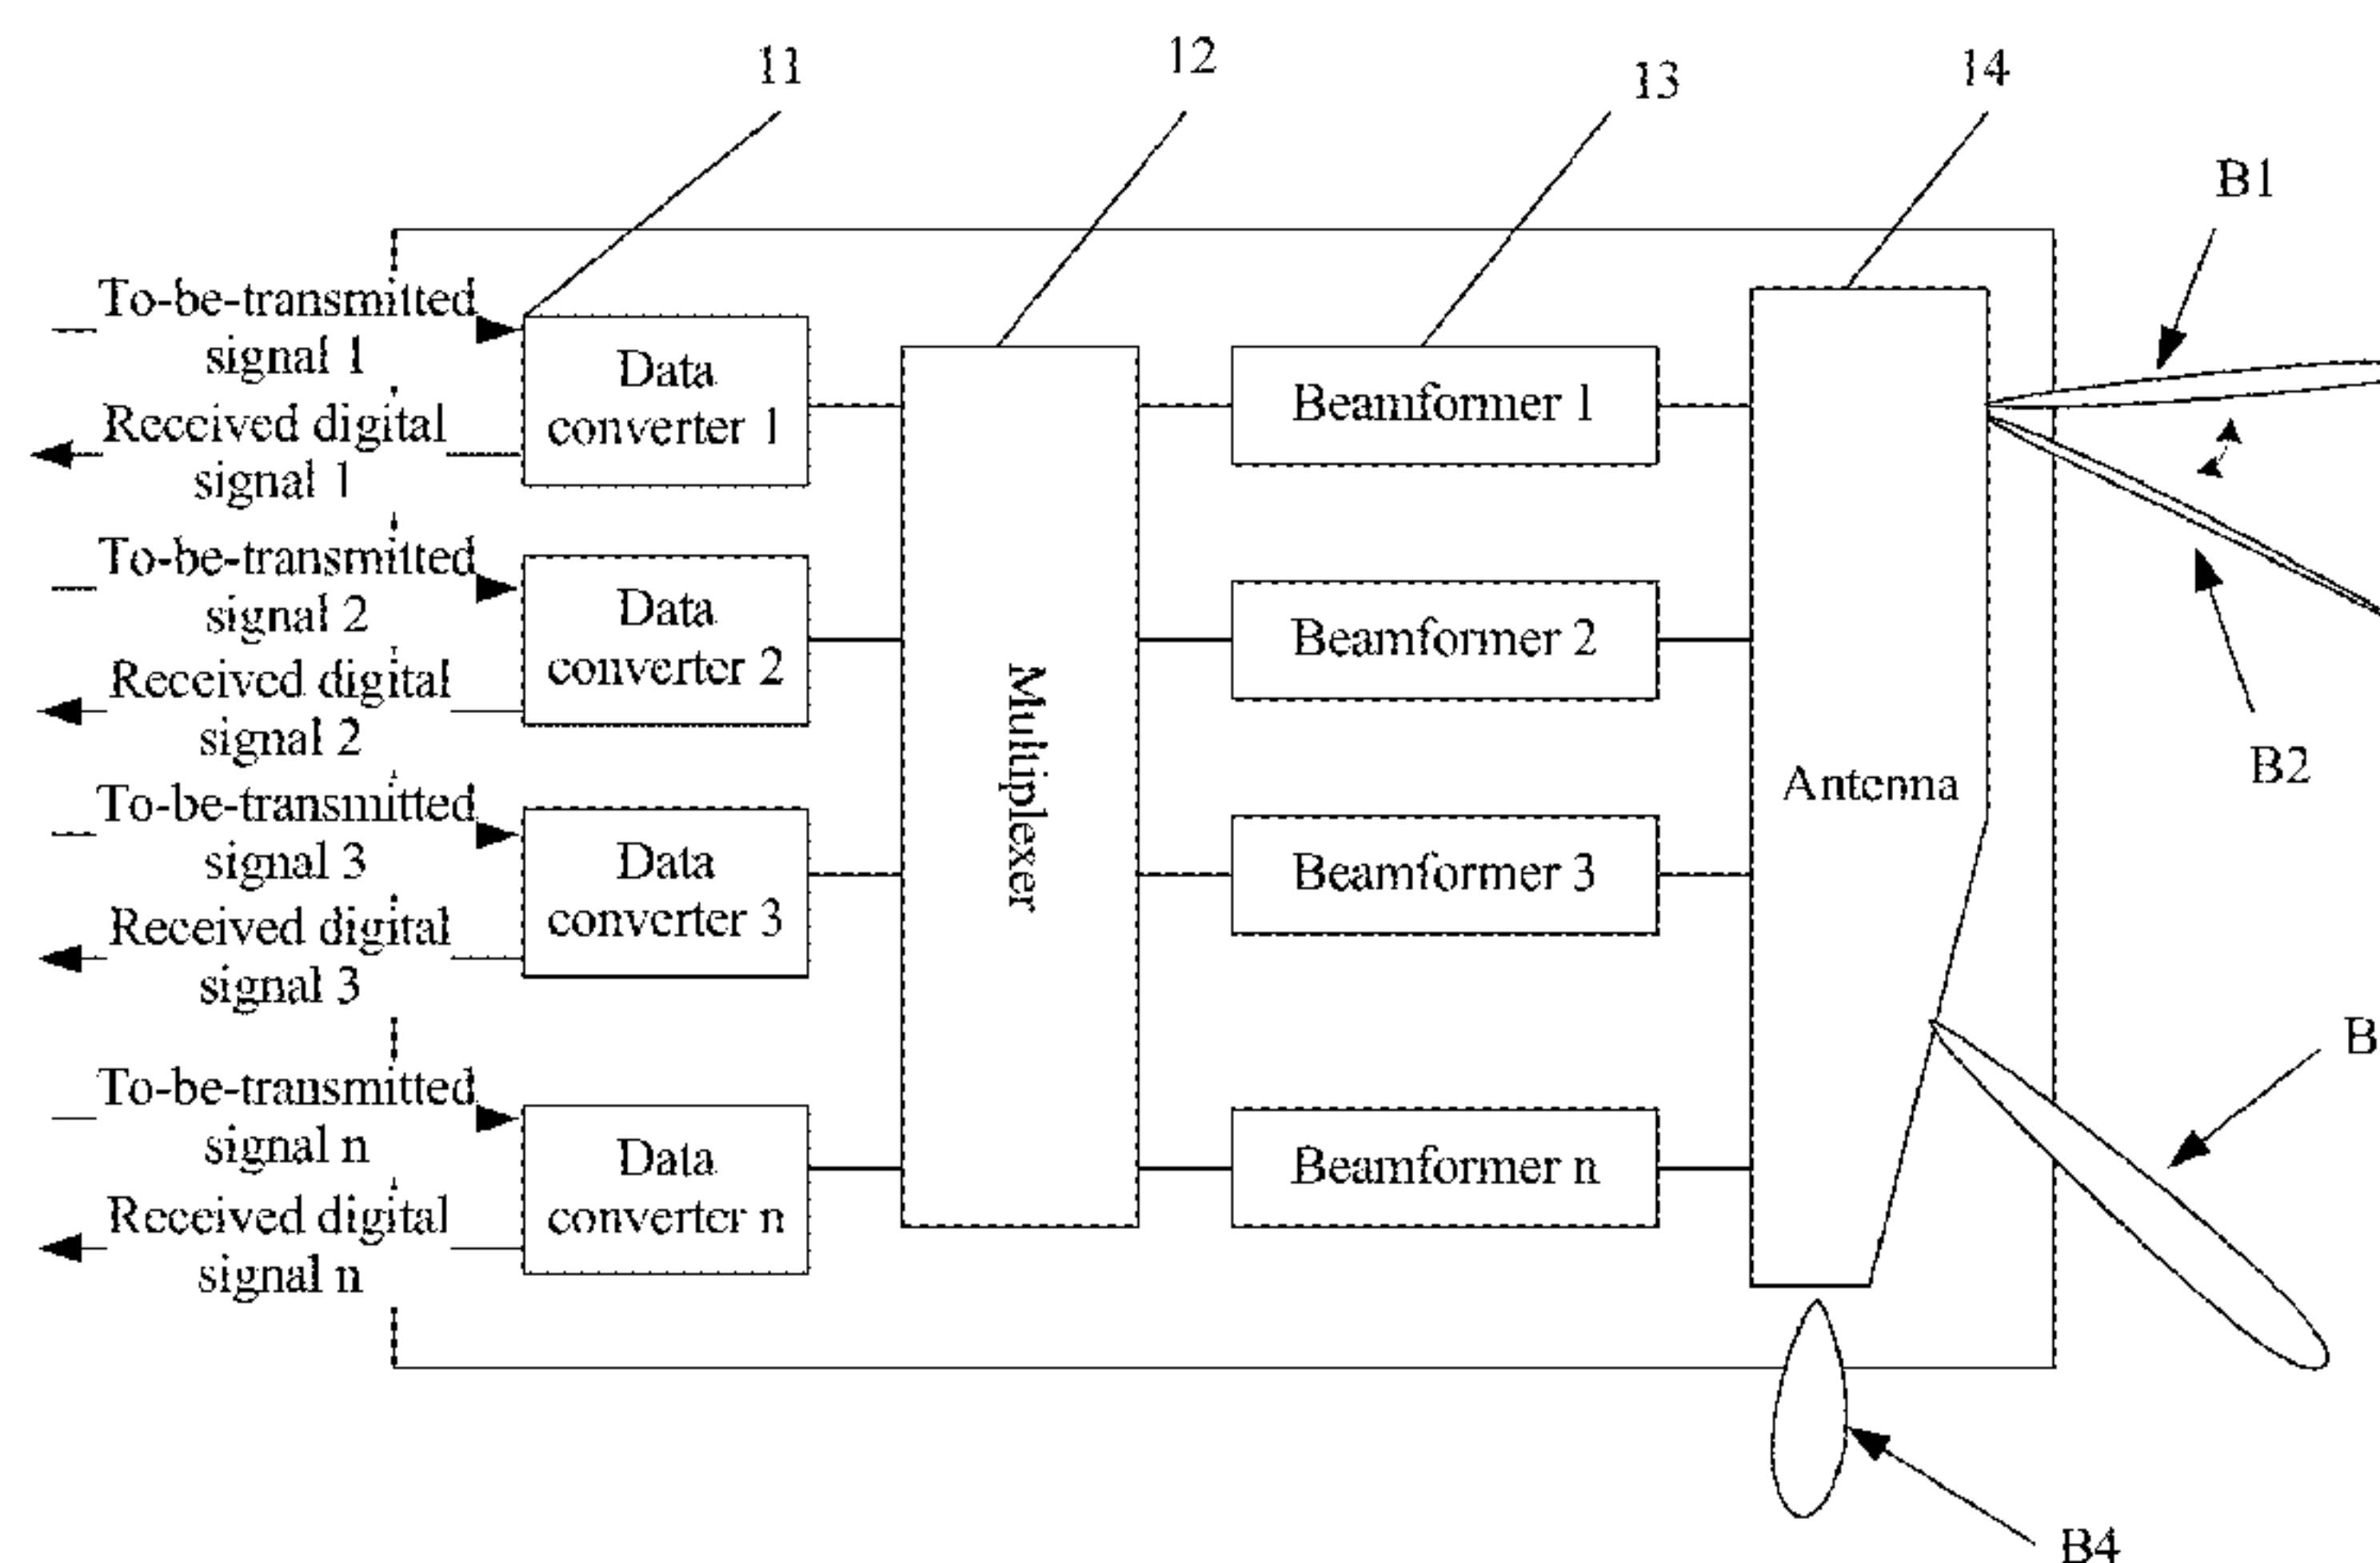 11
12
13
14
B1
To-be-transmitted
signal 1
Received digital
signal 1
Data
converter 1
Beamformer 1
To-be-transmitted
signal 2
Received digital
signal 2
Data
converter 2
Beamformer 2
B2
Multiplexer
Antenna
To-be-transmitted
signal 3
Received digital
signal 3
Data
converter 3
Beamformer 3
B
To-be-transmitted
signal n
Received digital
signal n
Data
converter n
Beamformer n
B4